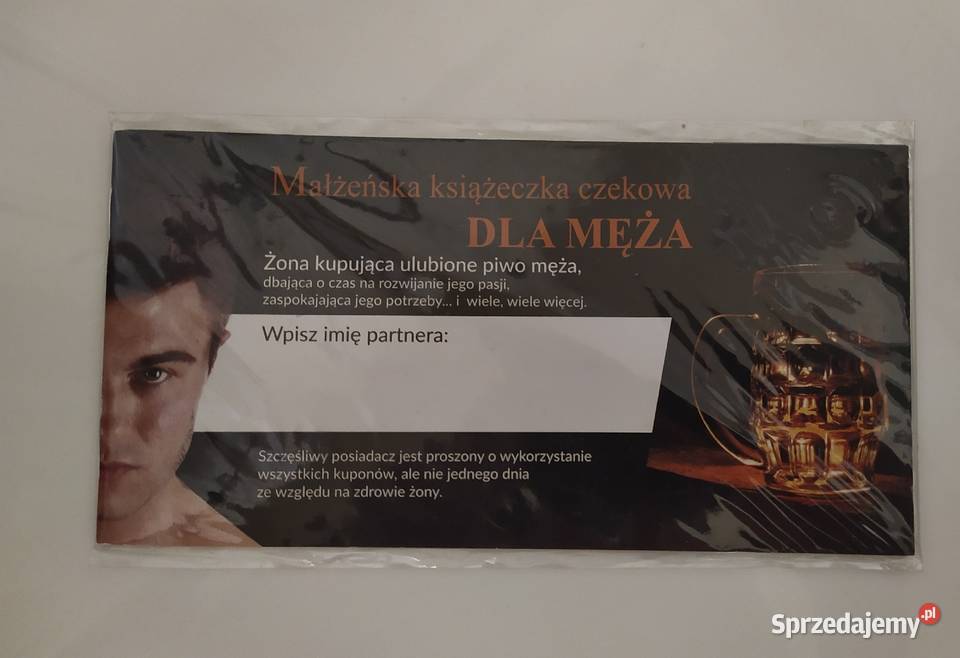 Małżeńska książeczka czekowa
DLA MĘŻA
Żona kupująca ulubione piwo męża,
dbająca o czas na rozwijanie jego pasji,
zaspokajająca jego potrzeby... i wiele, wiele więcej.
Wpisz imię partnera:
Szczęśliwy posiadacz jest proszony o wykorzystanie
wszystkich kuponów, ale nie jednego dnia
ze względu na zdrowie żony.
Sprzedajemy.pl